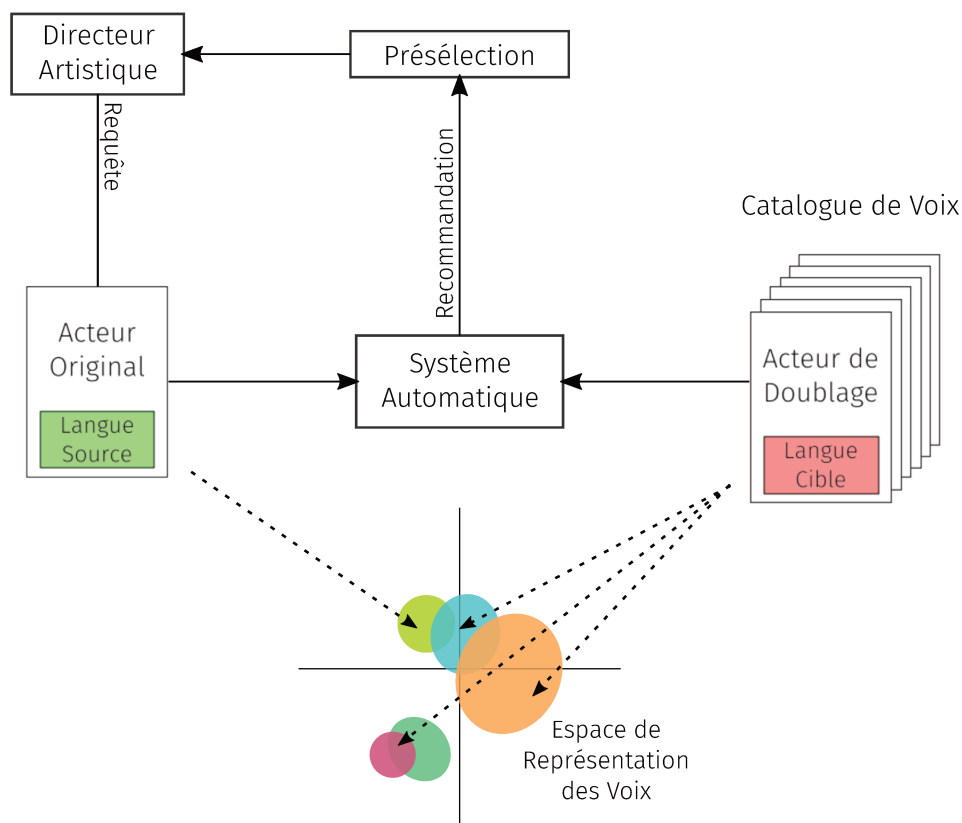 Directeur
Artistique
Présélection
Requête
Recommandation
Catalogue de Voix
Acteur
Original
Langue
Source
Système
Automatique
Acteur de
Doublage
Langue
Cible
Espace de
Représentation
des Voix